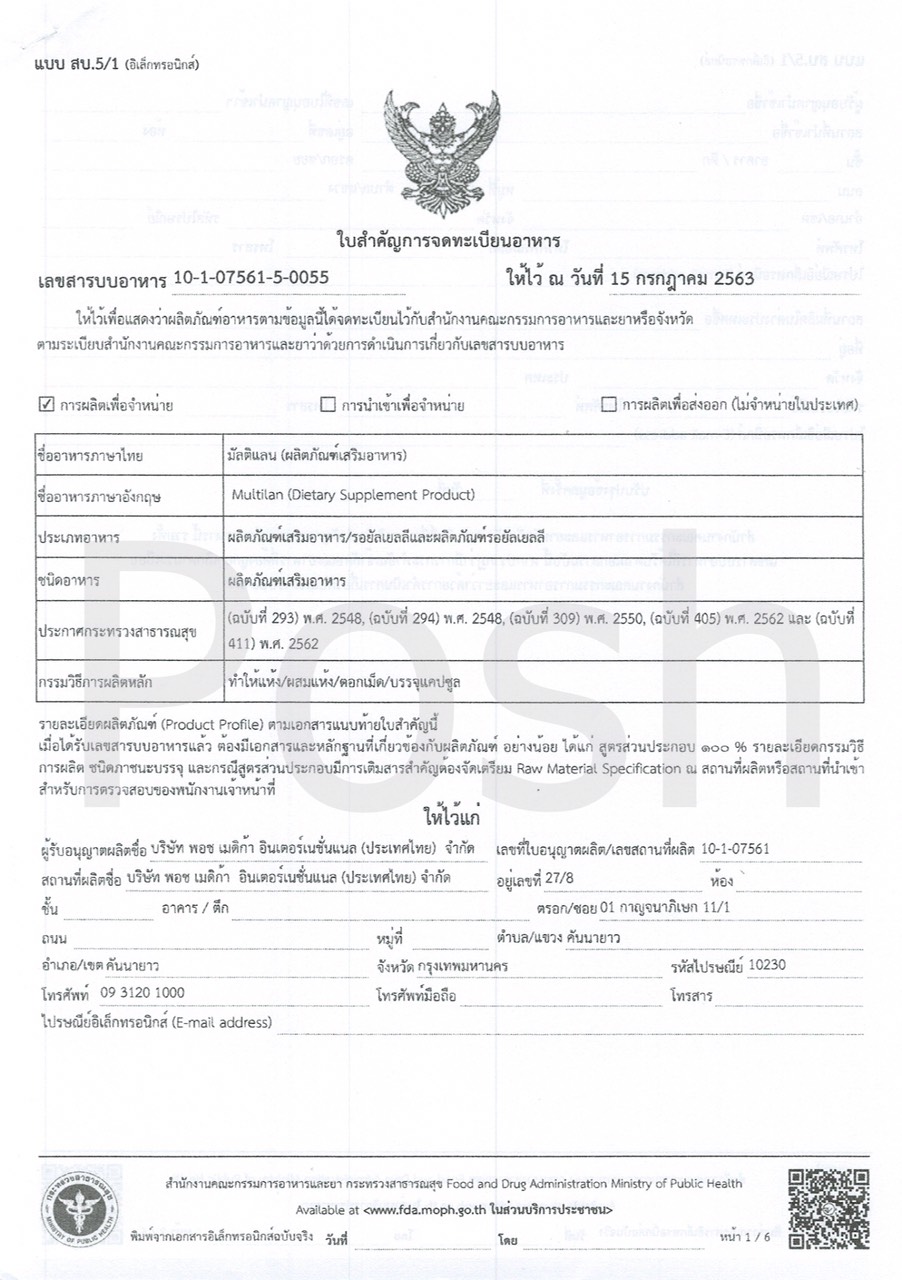 แบบ สบ.5/1 (อิเล็กทรอนิกส์)
ใบสำคัญการจดทะเบียนอาหาร
เลขสารบบอาหาร 10-1-07561-5-0055 ให้ไว้ ณ วันที่ 15 กรกฎาคม 2563
ให้ไว้เพื่อแสดงว่าผลิตภัณฑ์อาหารตามข้อมูลนี้ได้จดทะเบียนไว้กับสำนักงานคณะกรรมการอาหารและยาหรือจังหวัด
ตามระเบียบสำนักงานคณะกรรมการอาหารและยาว่าด้วยการดำเนินการเกี่ยวกับเลขสารบบอาหาร
☑ การผลิตเพื่อจำหน่าย ☐ การนำเข้าเพื่อจำหน่าย ☐ การผลิตเพื่อส่งออก (ไม่จำหน่ายในประเทศ)
ชื่ออาหารภาษาไทย มัลติแลน (ผลิตภัณฑ์เสริมอาหาร)
ชื่ออาหารภาษาอังกฤษ Multilan (Dietary Supplement Product)
ประเภทอาหาร ผลิตภัณฑ์เสริมอาหาร/รอยัลเยลลีและผลิตภัณฑ์รอยัลเยลลี
ชนิดอาหาร ผลิตภัณฑ์เสริมอาหาร
ประกาศกระทรวงสาธารณสุข (ฉบับที่ 293) พ.ศ. 2548, (ฉบับที่ 294) พ.ศ. 2548, (ฉบับที่ 309) พ.ศ. 2550, (ฉบับที่ 405) พ.ศ. 2562 และ (ฉบับที่
411) พ.ศ. 2562
กรรมวิธีการผลิตหลัก ทำให้แห้ง/ผสมแห้ง/ตอกเม็ด/บรรจุแคปซูล
Posh
รายละเอียดผลิตภัณฑ์ (Product Profile) ตามเอกสารแนบท้ายใบสำคัญนี้
เมื่อได้รับเลขสารบบอาหารแล้ว ต้องมีเอกสารและหลักฐานที่เกี่ยวข้องกับผลิตภัณฑ์ อย่างน้อย ได้แก่ สูตรส่วนประกอบ ๑๐๐ % รายละเอียดกรรมวิธี
การผลิต ชนิดภาชนะบรรจุ และกรณีสูตรส่วนประกอบมีการเติมสารสำคัญต้องจัดเตรียม Raw Material Specification ณ สถานที่ผลิตหรือสถานที่นำเข้า
สำหรับการตรวจสอบของพนักงานเจ้าหน้าที่
ให้ไว้แก่
ผู้รับอนุญาตผลิตชื่อ บริษัท พอช เมดิก้า อินเตอร์เนชั่นแนล (ประเทศไทย) จำกัด เลขที่ใบอนุญาตผลิต/เลขสถานที่ผลิต 10-1-07561
สถานที่ผลิตชื่อ บริษัท พอช เมดิก้า อินเตอร์เนชั่นแนล (ประเทศไทย) จำกัด อยู่เลขที่ 27/8 ห้อง
ชั้น อาคาร / ตึก ตรอก/ซอย 01 กาญจนาภิเษก 11/1
ถนน หมู่ที่ ตำบล/แขวง คันนายาว
อำเภอ/เขต คันนายาว จังหวัด กรุงเทพมหานคร รหัสไปรษณีย์ 10230
โทรศัพท์ 09 3120 1000 โทรศัพท์มือถือ โทรสาร
ไปรษณีย์อิเล็กทรอนิกส์ (E-mail address)
กระทรวงสาธารณสุข
MINISTRY OF PUBLIC HEALTH
สำนักงานคณะกรรมการอาหารและยา กระทรวงสาธารณสุข Food and Drug Administration Ministry of Public Health
Available at <www.fda.moph.go.th ในส่วนบริการประชาชน>
พิมพ์จากเอกสารอิเล็กทรอนิกส์ฉบับจริง วันที่ โดย หน้า 1 / 6